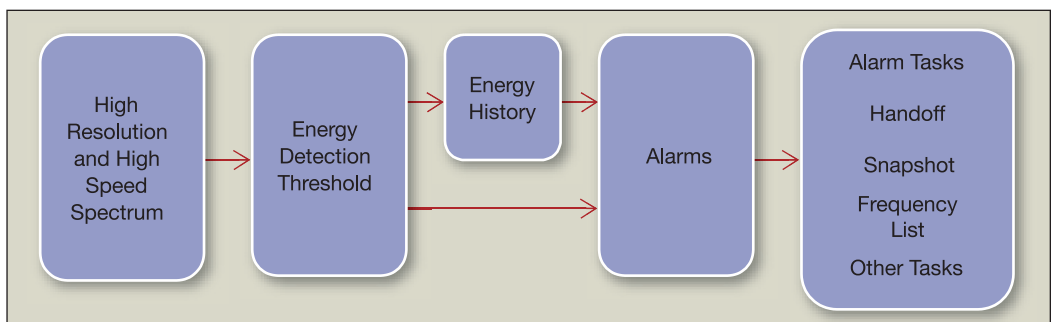 High
Resolution
and High
Speed
Spectrum
Energy
Detection
Threshold
Energy
History
Alarms
Alarm Tasks
Handoff
Snapshot
Frequency
List
Other Tasks